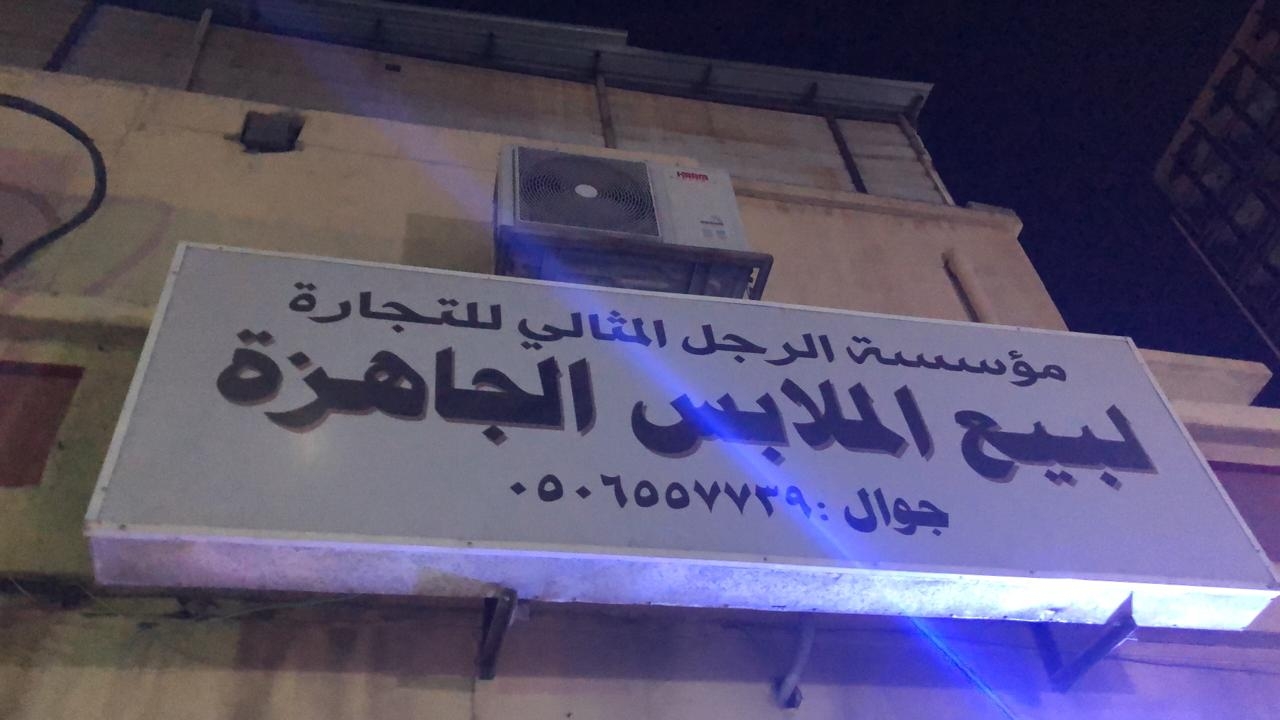 مؤسسة الرجل المثالي للتجارة
لبيع الملابس الجاهزة
جوال : ٠٥٠٦٥٥٧٧٣٩